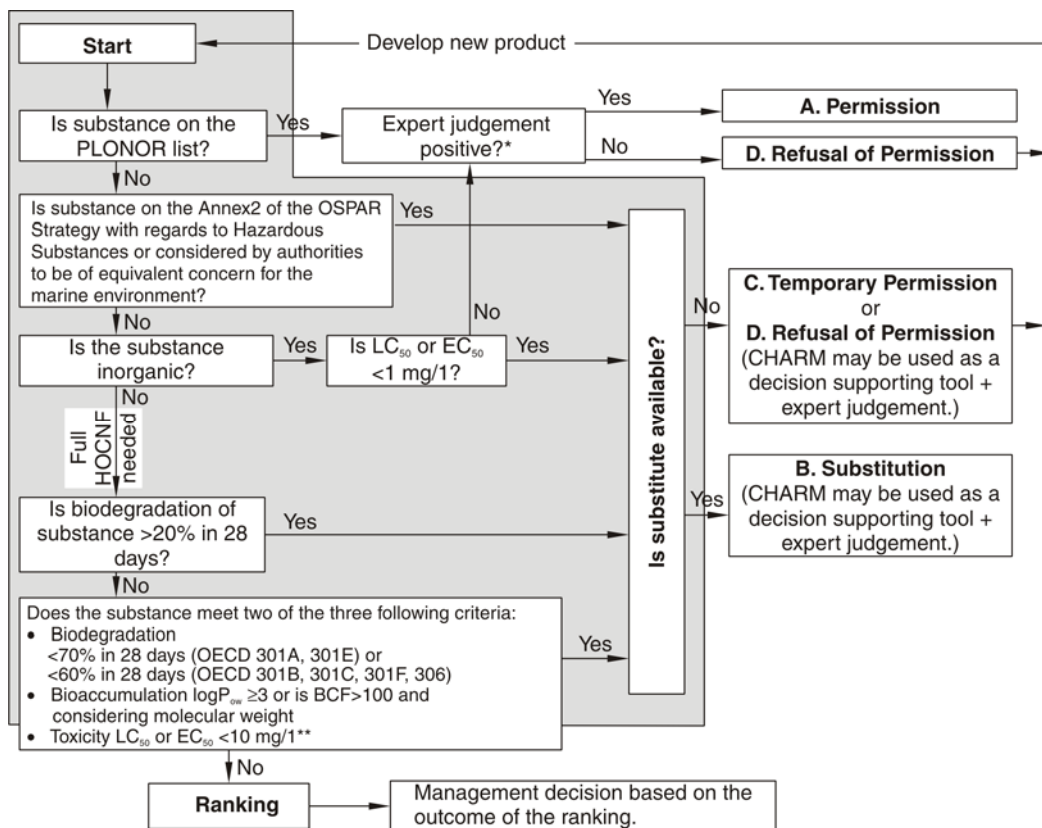 Start
Develop new product
Is substance on the
PLONOR list?
Yes
Expert judgement
positive?*
Yes
A. Permission
No
D. Refusal of Permission
No
Is substance on the Annex2 of the OSPAR
Strategy with regards to Hazardous
Substances or considered by authorities
to be of equivalent concern for the
marine environment?
Yes
No
Is the substance
inorganic?
Yes
Is LC50 or EC50
<1 mg/1?
No
Yes
Is substitute available?
No
C. Temporary Permission
or
D. Refusal of Permission
(CHARM may be used as a
decision supporting tool +
expert judgement.)
No
Full
HOCNF
needed
Yes
B. Substitution
(CHARM may be used as a
decision supporting tool +
expert judgement.)
Is biodegradation of
substance >20% in 28
days?
Yes
No
Does the substance meet two of the three following criteria:
• Biodegradation
<70% in 28 days (OECD 301A, 301E) or
<60% in 28 days (OECD 301B, 301C, 301F, 306)
• Bioaccumulation logPow ≥3 or is BCF>100 and
considering molecular weight
• Toxicity LC50 or EC50 <10 mg/1**
Yes
No
Ranking
Management decision based on the
outcome of the ranking.